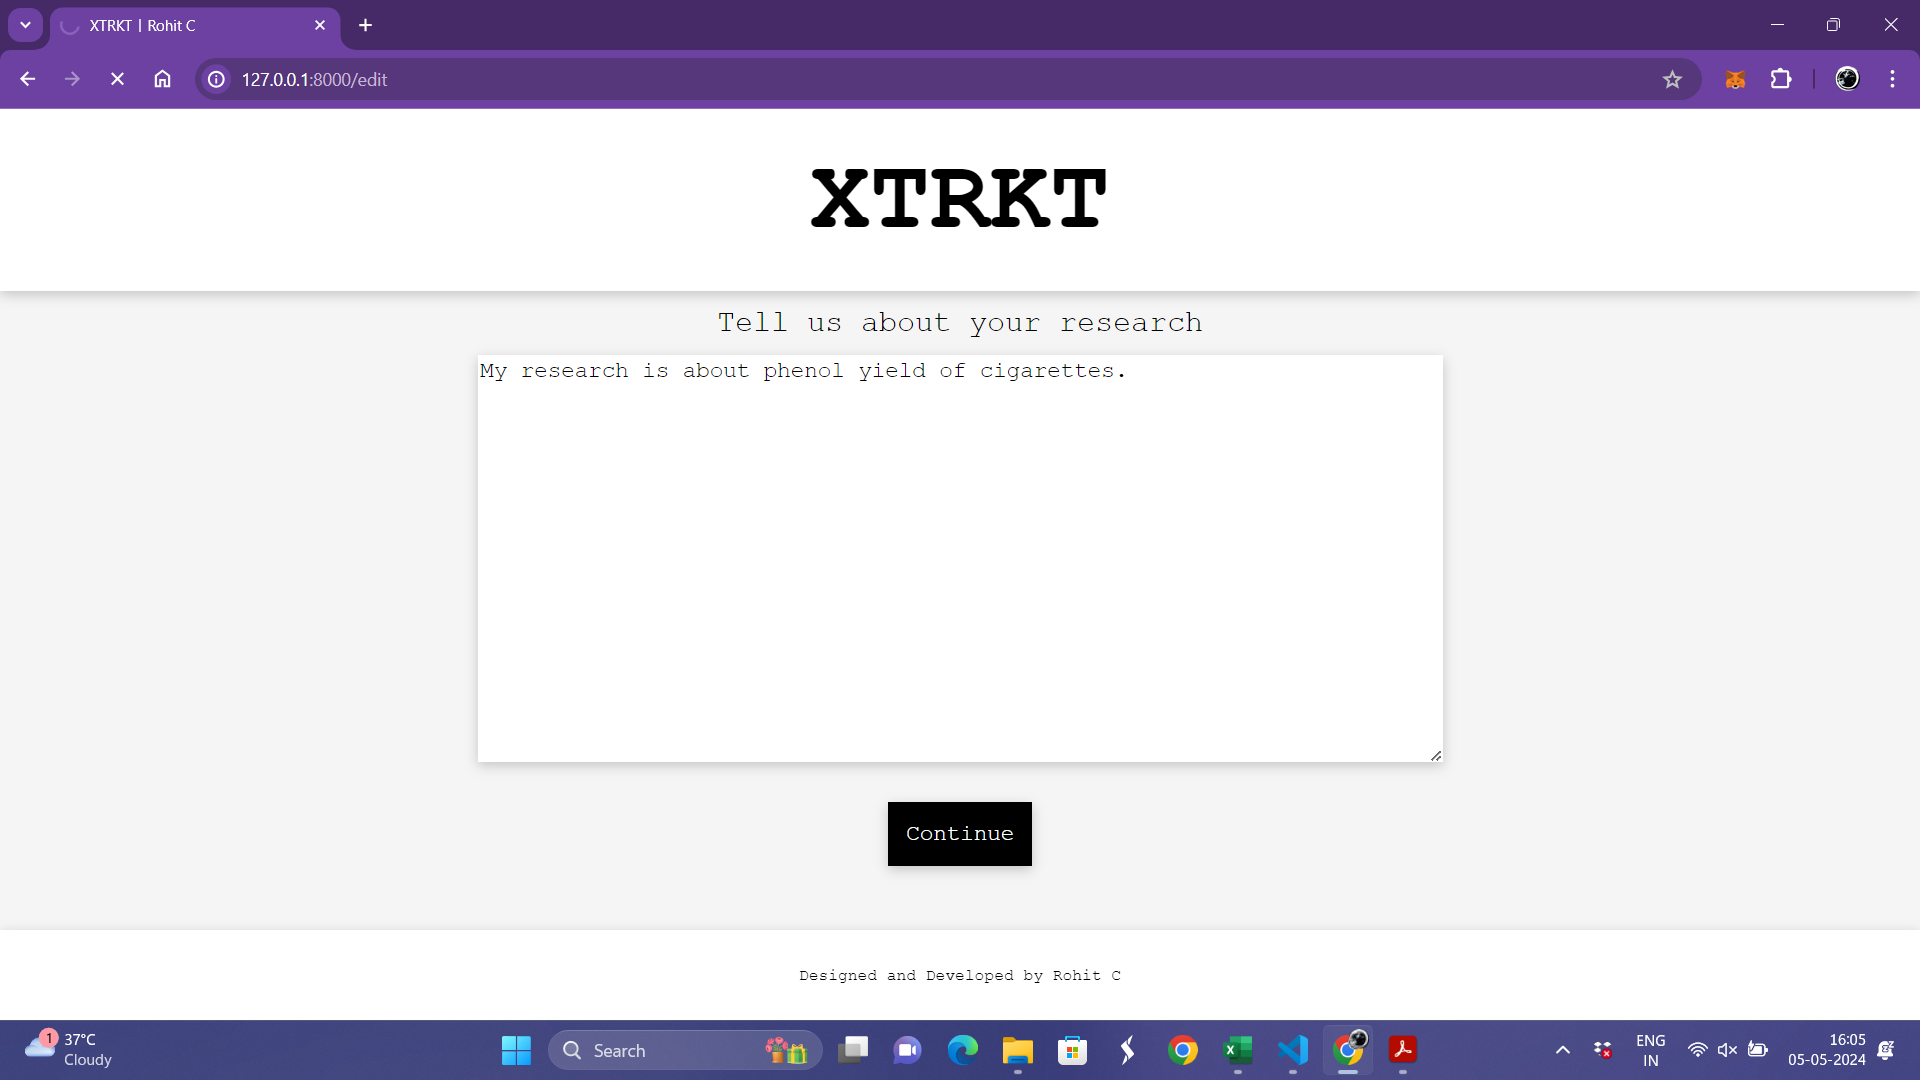 XTRKT | Rohit C
127.0.0.1:8000/edit
XTRKT
Tell us about your research
My research is about phenol yield of cigarettes.
Continue
Designed and Developed by Rohit C
1
37°C
Cloudy
Search
ENG
IN
16:05
05-05-2024